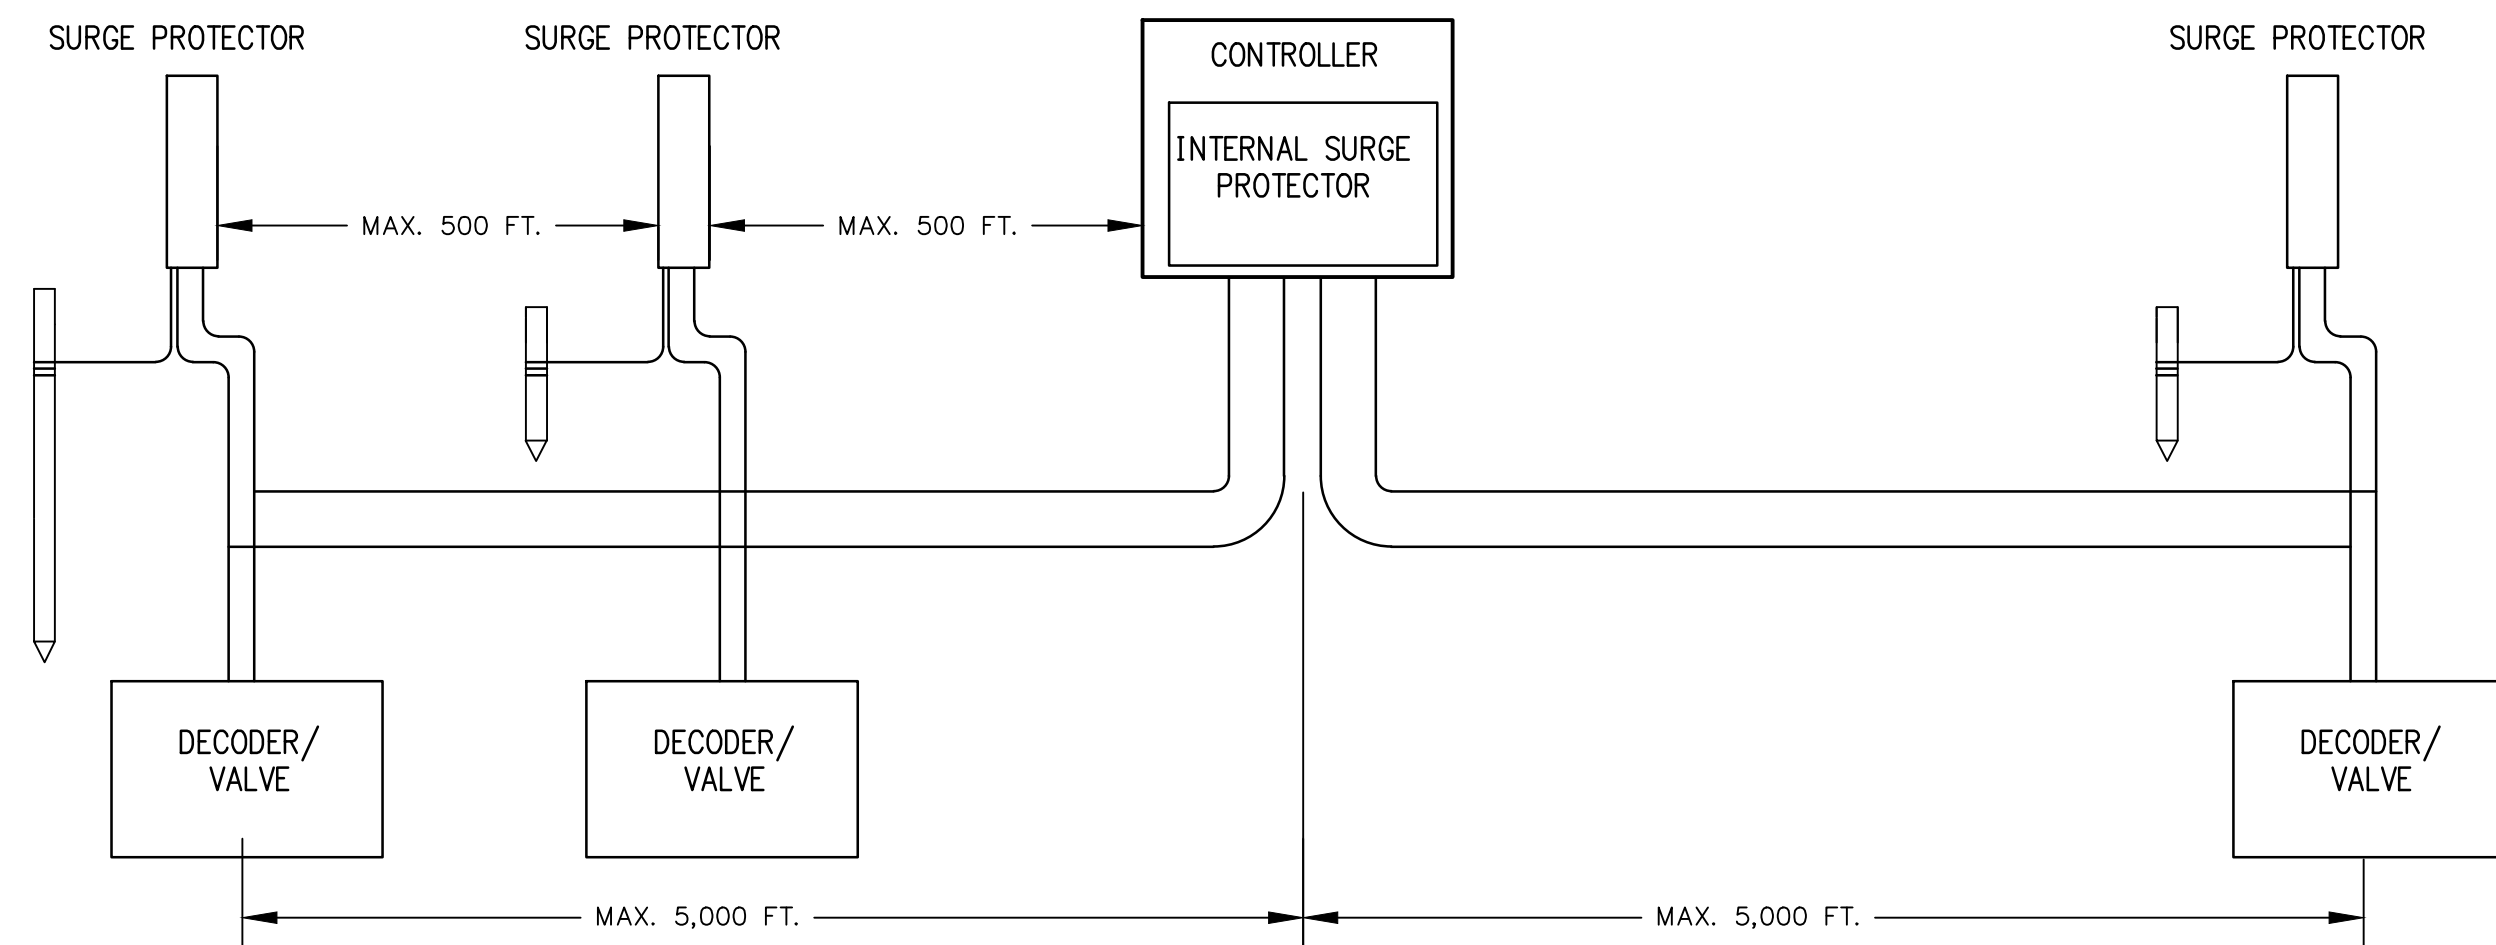 SURGE PROTECTOR
SURGE PROTECTOR
CONTROLLER
SURGE PROTECTOR
INTERNAL SURGE
PROTECTOR
MAX. 500 FT.
MAX. 500 FT.
DECODER/
VALVE
DECODER/
VALVE
DECODER/
VALVE
MAX. 5,000 FT.
MAX. 5,000 FT.